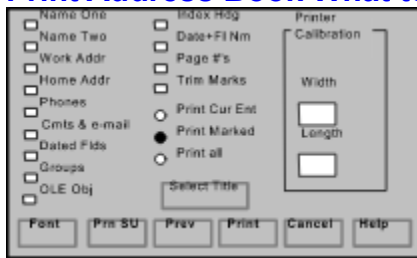 Print Address Book What t
Name One
Name Two
Work Addr
Home Addr
Phones
Cmts & e-mail
Dated Flds
Groups
OLE Obj
Index Hdg
Date+Fl Nm
Page #'s
Trim Marks
Print Cur Ent
Print Marked
Print all
Select Title
Printer
Calibration
Width
Length
Font
Prn SU
Prev
Print
Cancel
Help